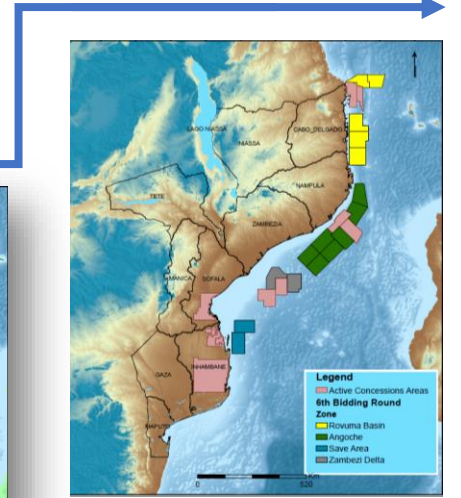 LAGO NIASSA
CABO_DELGADO
NIASSA
NAMPULA
TETE
ZAMBEZIA
MANICA
SOFALA
INHAMBANE
GAZA
MAPUTO
Legend
Active Concessions Areas
6th Bidding Round
Zone
Rovuma Basin
Angoche
Save Area
Zambezi Delta
Km
0
520